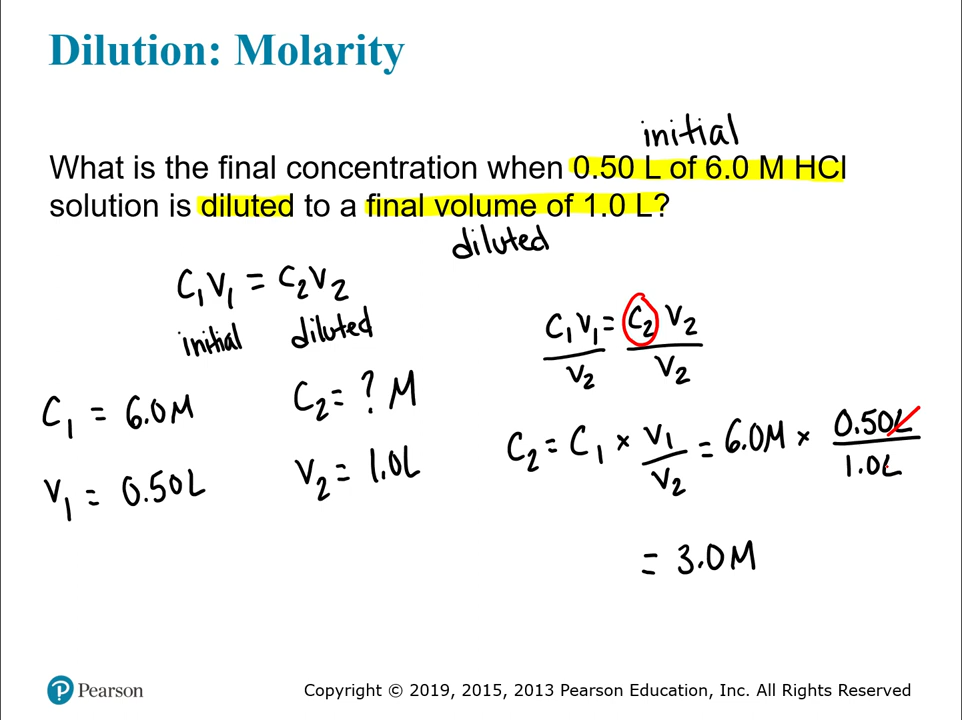 Dilution: Molarity
initial
What is the final concentration when 0.50 L of 6.0 M HCl
solution is diluted to a final volume of 1.0 L?
diluted
C₁V₁ = C₂V₂
initial diluted
C₁ = 6.0M C₂ = ? M
V₁ = 0.50L V₂ = 1.0L
C₁V₁ = C₂ V₂
V₂ V₂
C₂ = C₁ × V₁/V₂ = 6.0M × 0.50L/1.0L
= 3.0M
Pearson
Copyright © 2019, 2015, 2013 Pearson Education, Inc. All Rights Reserved